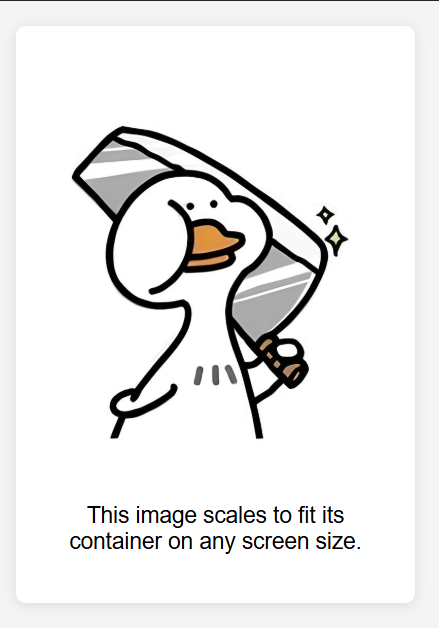 This image scales to fit its
container on any screen size.